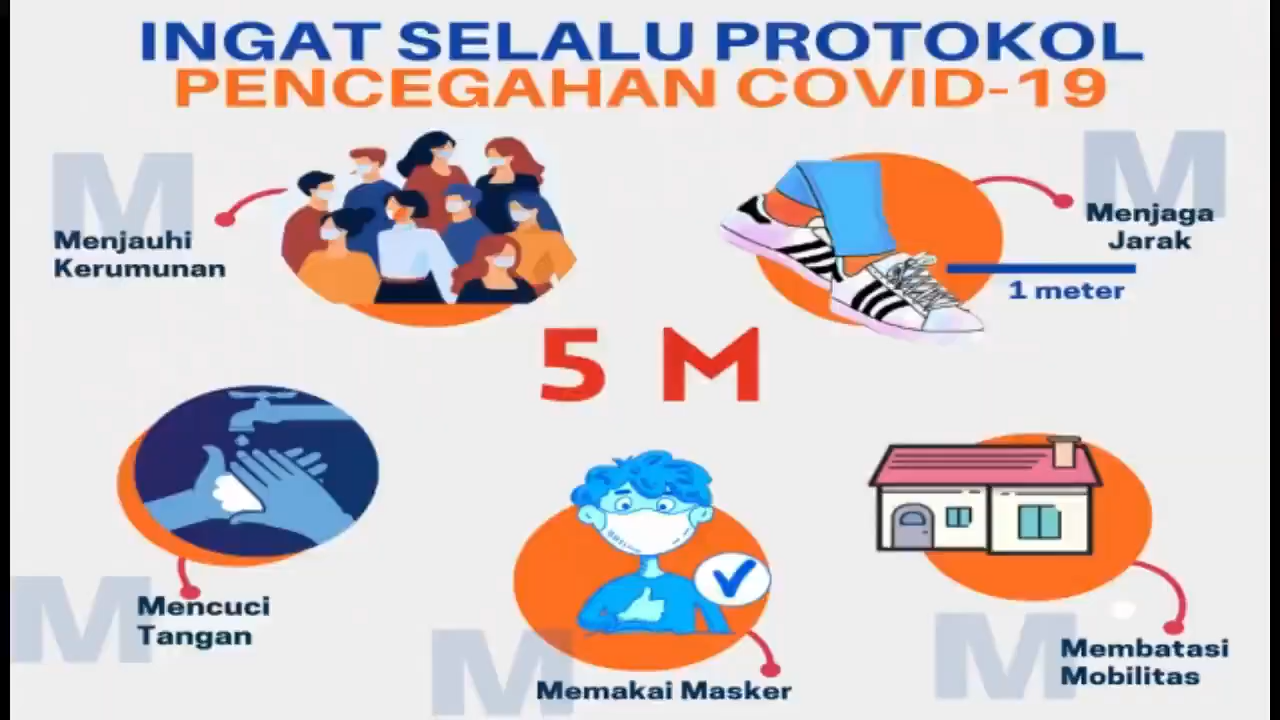 INGAT SELALU PROTOKOL
PENCEGAHAN COVID-19
M
Menjauhi
Kerumunan
M
Menjaga
Jarak
1 meter
5 M
M
Mencuci
Tangan
M
Memakai Masker
M
Membatasi
Mobilitas